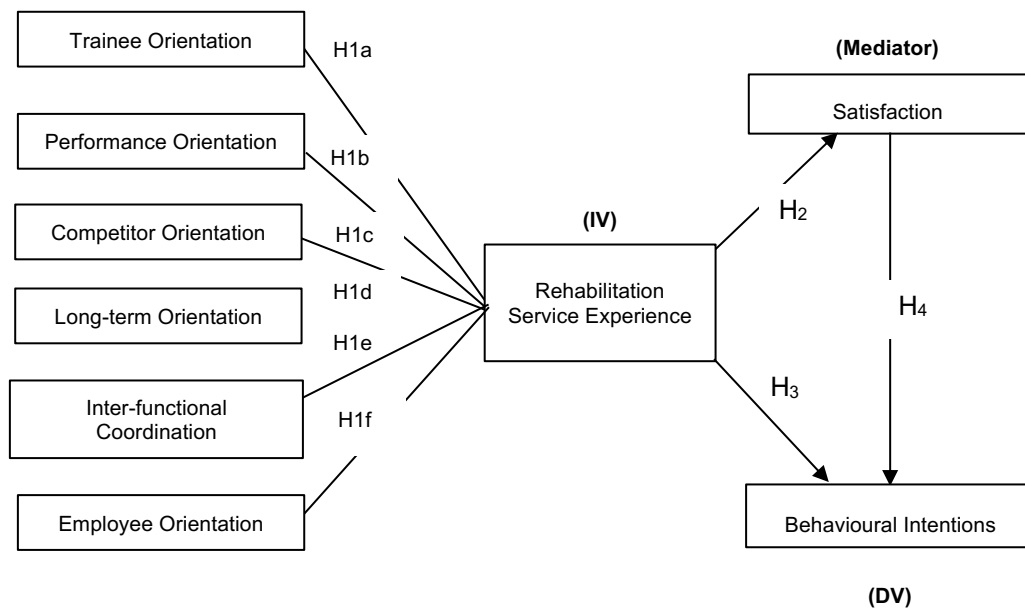 Trainee Orientation
H1a
(Mediator)
Satisfaction
Performance Orientation
H1b
H2
(IV)
Competitor Orientation
H1c
Rehabilitation
Service Experience
Long-term Orientation
H1d
H4
H1e
Inter-functional
Coordination
H3
H1f
Employee Orientation
Behavioural Intentions
(DV)